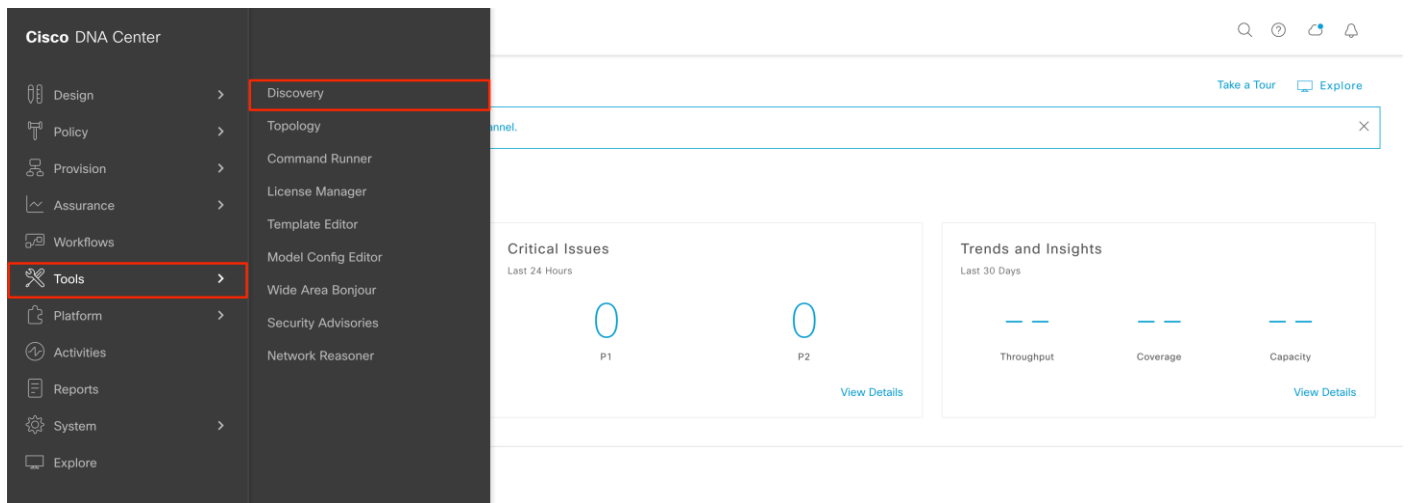 Cisco DNA Center
Design
Policy
Provision
Assurance
Workflows
Tools
Platform
Activities
Reports
System
Explore
Discovery
Topology
Command Runner
License Manager
Template Editor
Model Config Editor
Wide Area Bonjour
Security Advisories
Network Reasoner
Take a Tour Explore
annel.
Critical Issues
Last 24 Hours
0 0
P1 P2
View Details
Trends and Insights
Last 30 Days
-- -- --
Throughput Coverage Capacity
View Details